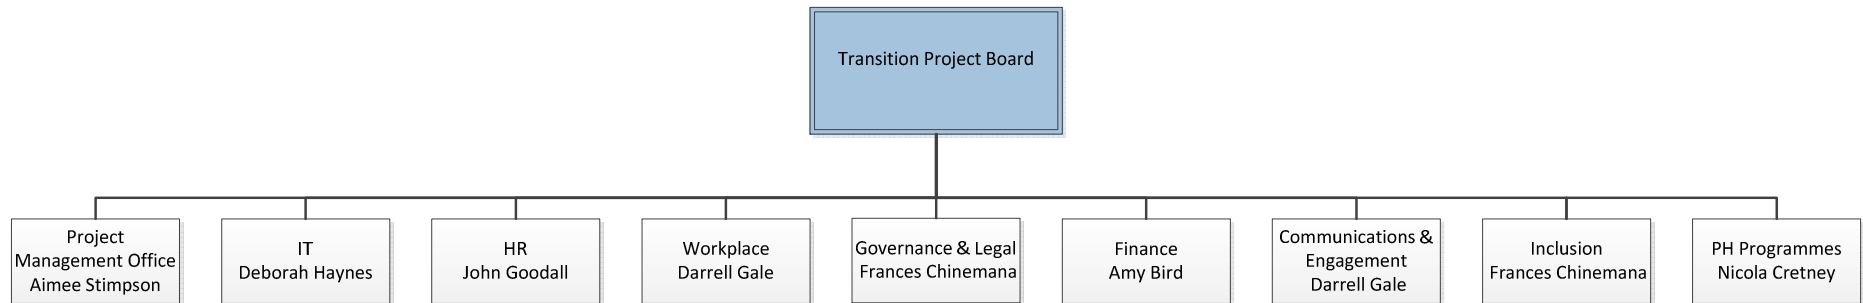 Transition Project Board
Project
Management Office
Aimee Stimpson
IT
Deborah Haynes
HR
John Goodall
Workplace
Darrell Gale
Governance & Legal
Frances Chinemana
Finance
Amy Bird
Communications &
Engagement
Darrell Gale
Inclusion
Frances Chinemana
PH Programmes
Nicola Cretney